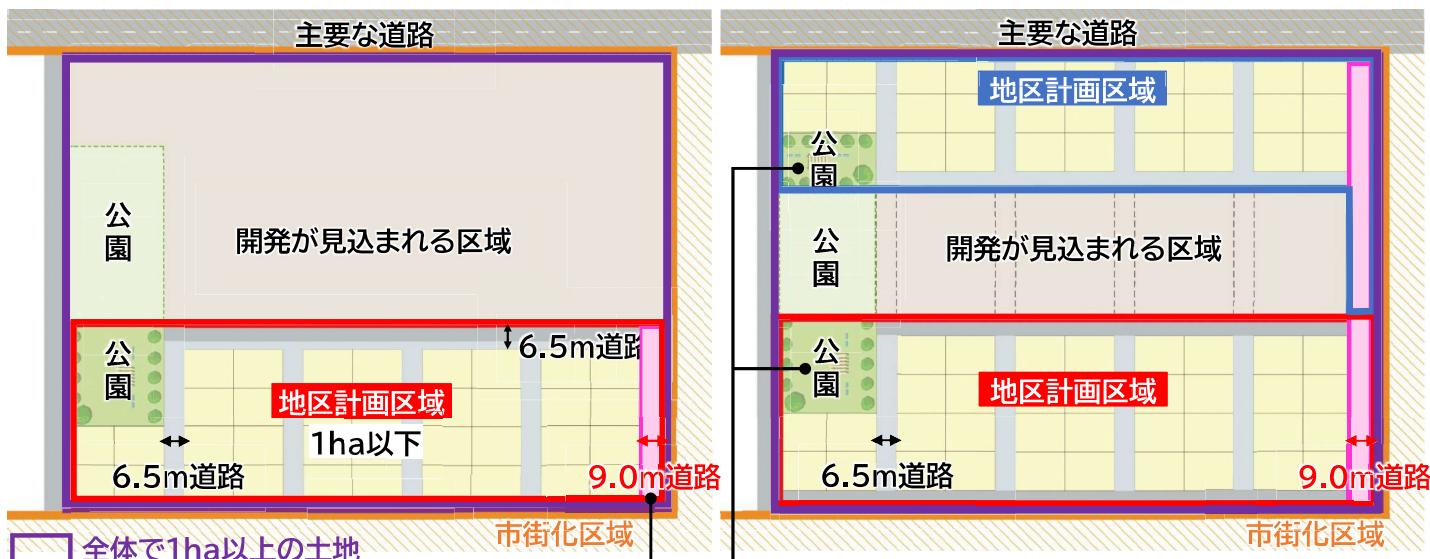 主要な道路
公園
開発が見込まれる区域
公園
6.5m道路
地区計画区域
1ha以下
6.5m道路
9.0m道路
市街化区域
全体で1ha以上の土地
主要な道路
地区計画区域
公園
公園
開発が見込まれる区域
公園
地区計画区域
6.5m道路
9.0m道路
市街化区域